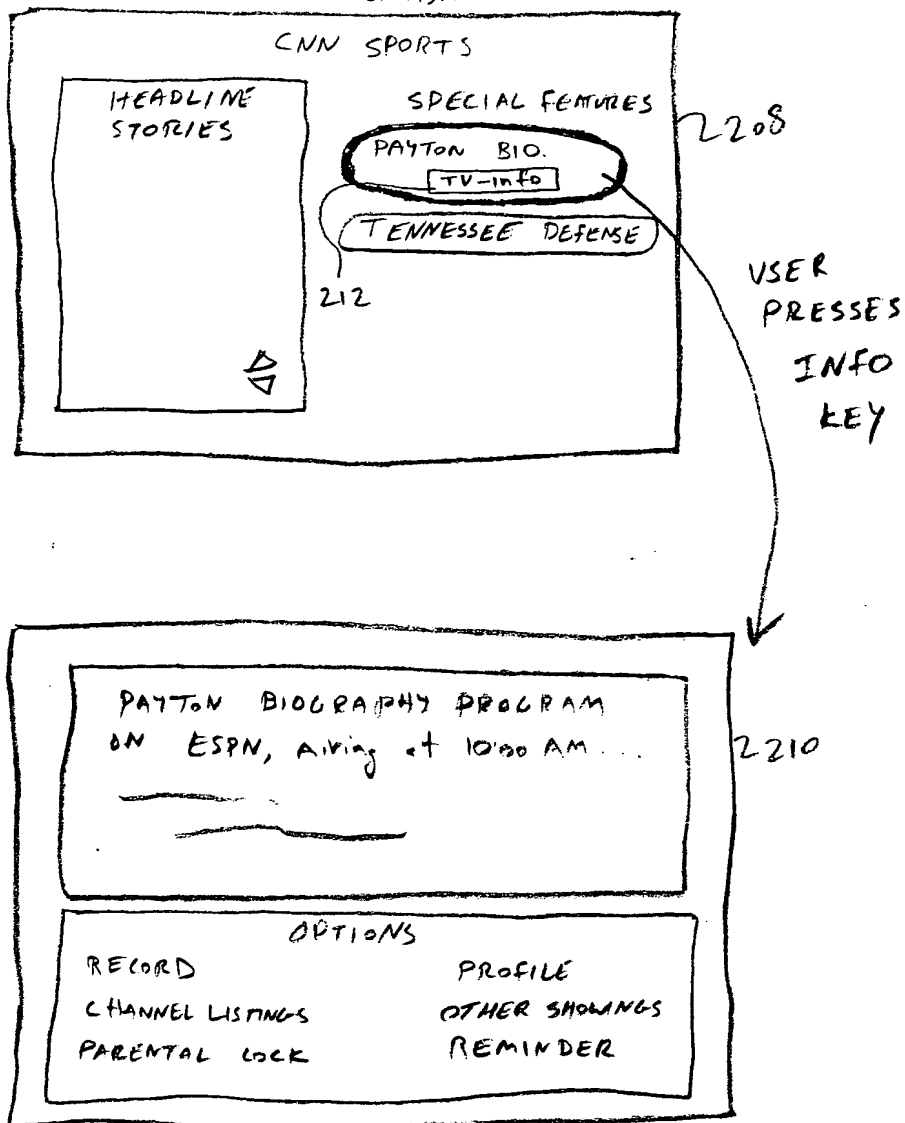 CNN SPORTS
HEADLINE
STORIES
SPECIAL FEATURES
2208
PAYTON BIO.
TV-info
TENNESSEE DEFENSE
212
USER
PRESSES
INFO
KEY
PAYTON BIOGRAPHY PROGRAM
ON ESPN, Airing at 10:00 AM...
2210
OPTIONS
RECORD
PROFILE
CHANNEL LISTINGS
OTHER SHOWINGS
PARENTAL LOCK
REMINDER